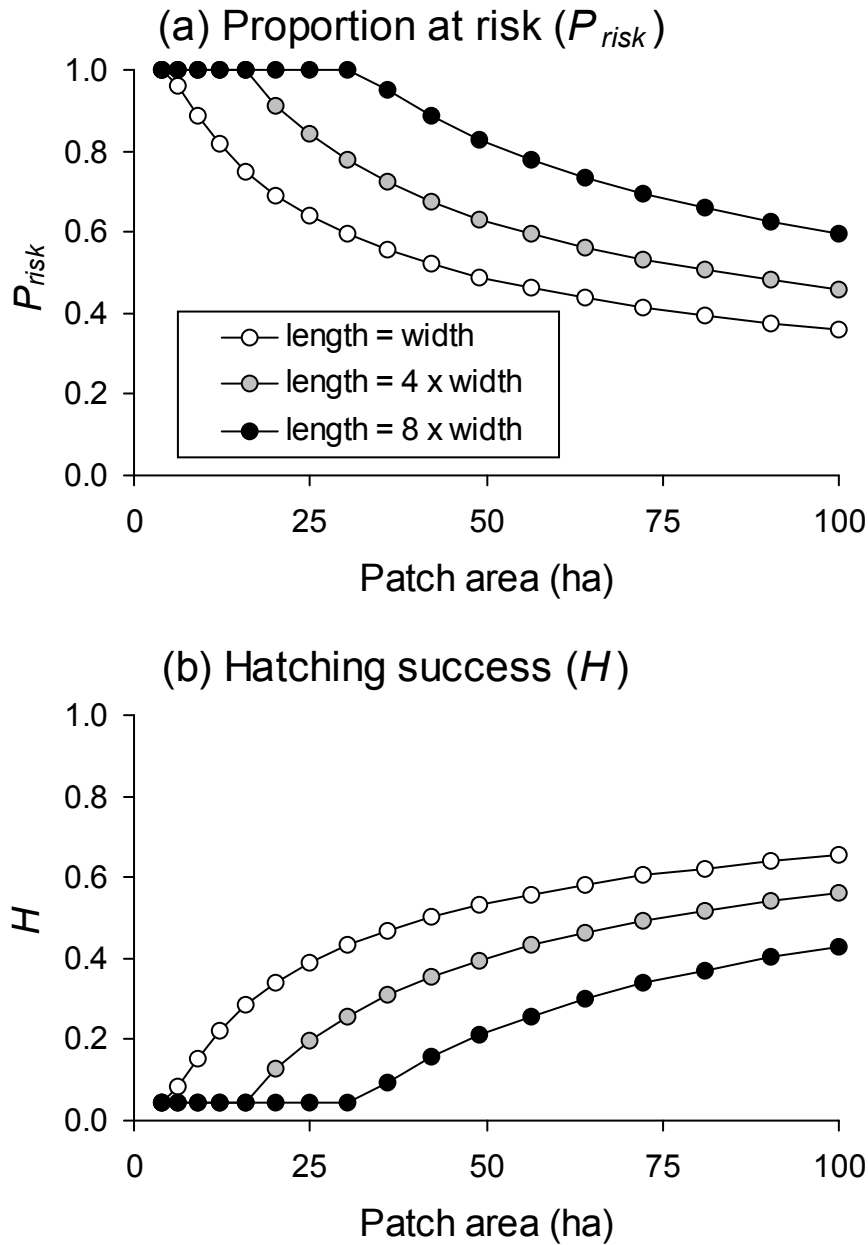 (a) Proportion at risk (P risk)
1.0
0.8
0.6
0.4
0.2
0.0
P risk
length = width
length = 4 x width
length = 8 x width
0 25 50 75 100
Patch area (ha)
(b) Hatching success (H)
1.0
0.8
0.6
0.4
0.2
0.0
H
0 25 50 75 100
Patch area (ha)